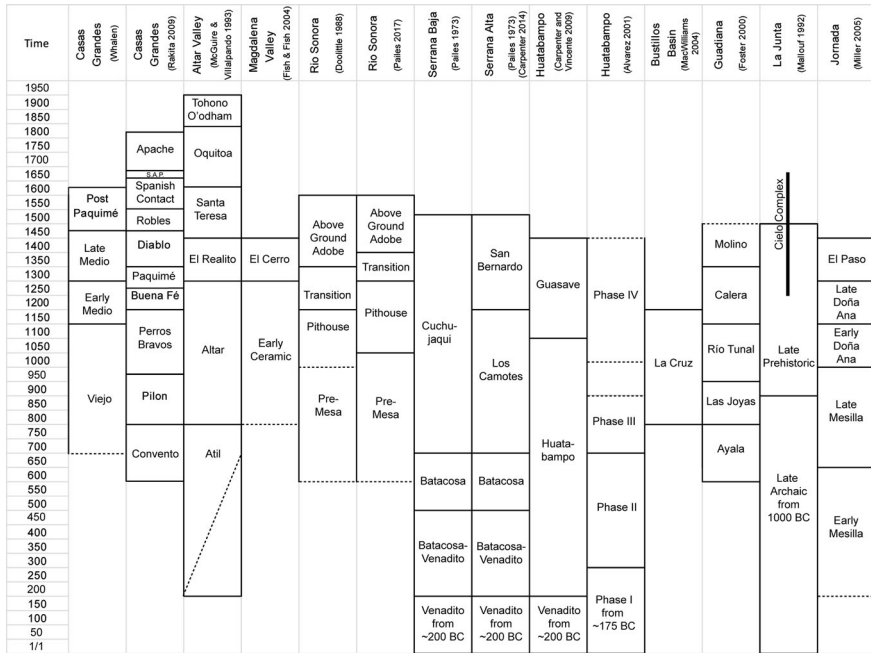 Time
Casas
Grandes
(Whalen)
Casas
Grandes
(Rakita 2009)
Altar Valley
(McGuire &
Villalpando 1993)
Magdalena
Valley
(Fish & Fish 2004)
Rio Sonora
(Doolittle 1988)
Rio Sonora
(Pailes 2017)
Serrana Baja
(Pailes 1973)
Serrana Alta
(Pailes 1973)
(Carpenter 2014)
Huatabampo
(Carpenter and
Vincente 2009)
Huatabampo
(Alvarez 2001)
Bustillos
Basin
(MacWilliams
2004)
Guadiana
(Foster 2000)
La Junta
(Mallouf 1992)
Jornada
(Miller 2005)
1950
1900
1850
1800
1750
1700
1650
1600
1550
1500
1450
1400
1350
1300
1250
1200
1150
1100
1050
1000
950
900
850
800
750
700
650
600
550
500
450
400
350
300
250
200
150
100
50
1/1
Post
Paquimé
Late
Medio
Early
Medio
Viejo
Apache
S.A.P.
Spanish
Contact
Robles
Diablo
Paquimé
Buena Fé
Perros
Bravos
Pilon
Convento
Tohono
O'odham
Oquitoa
Santa
Teresa
El Realito
Altar
Atil
El Cerro
Early
Ceramic
Above
Ground
Adobe
Transition
Pithouse
Pre-
Mesa
Above
Ground
Adobe
Transition
Pithouse
Pre-
Mesa
Cuchu-
jaqui
Batacosa
Batacosa-
Venadito
Venadito
from
~200 BC
San
Bernardo
Los
Camotes
Batacosa
Batacosa-
Venadito
Venadito
from
~200 BC
Guasave
Huata-
bampo
Venadito
from
~200 BC
Phase IV
Phase III
Phase II
Phase I
from
~175 BC
La Cruz
Molino
Calera
Río Tunal
Las Joyas
Ayala
Cielo Complex
Late
Prehistoric
Late
Archaic
from
1000 BC
El Paso
Late
Doña
Ana
Early
Doña
Ana
Late
Mesilla
Early
Mesilla